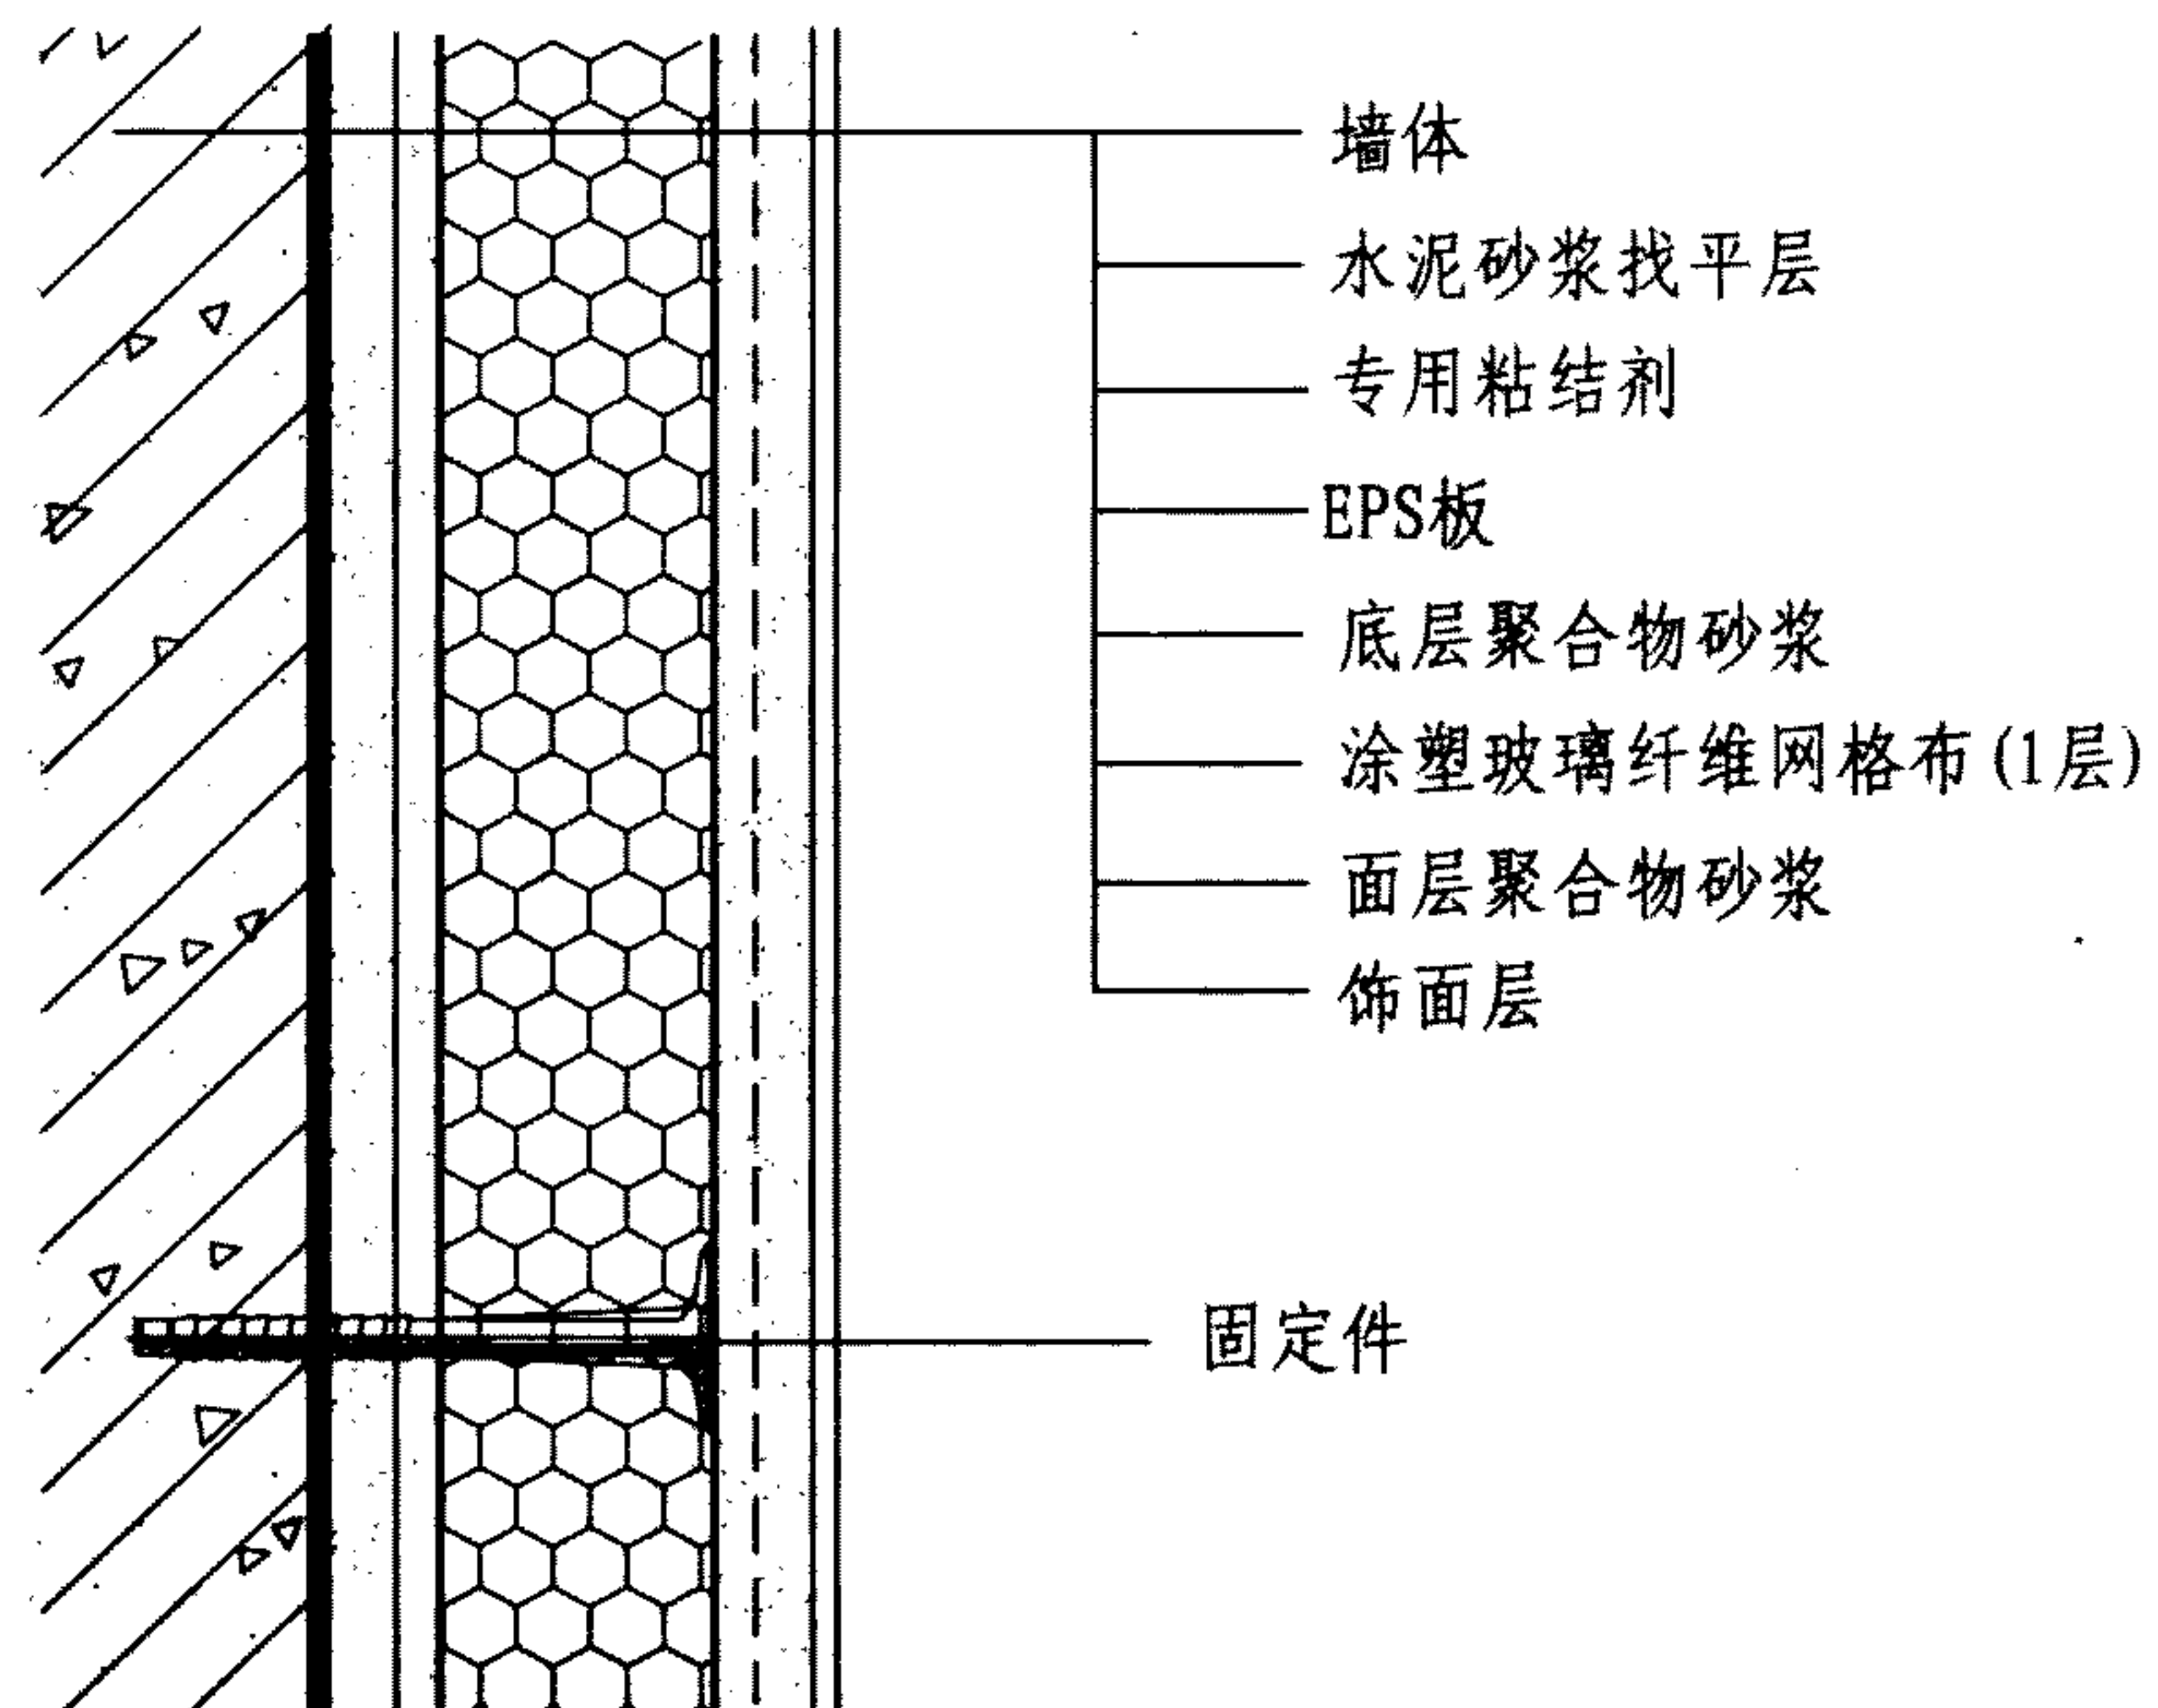 墙体
水泥砂浆找平层
专用粘结剂
EPS板
底层聚合物砂浆
涂塑玻璃纤维网格布(1层)
面层聚合物砂浆
饰面层
固定件